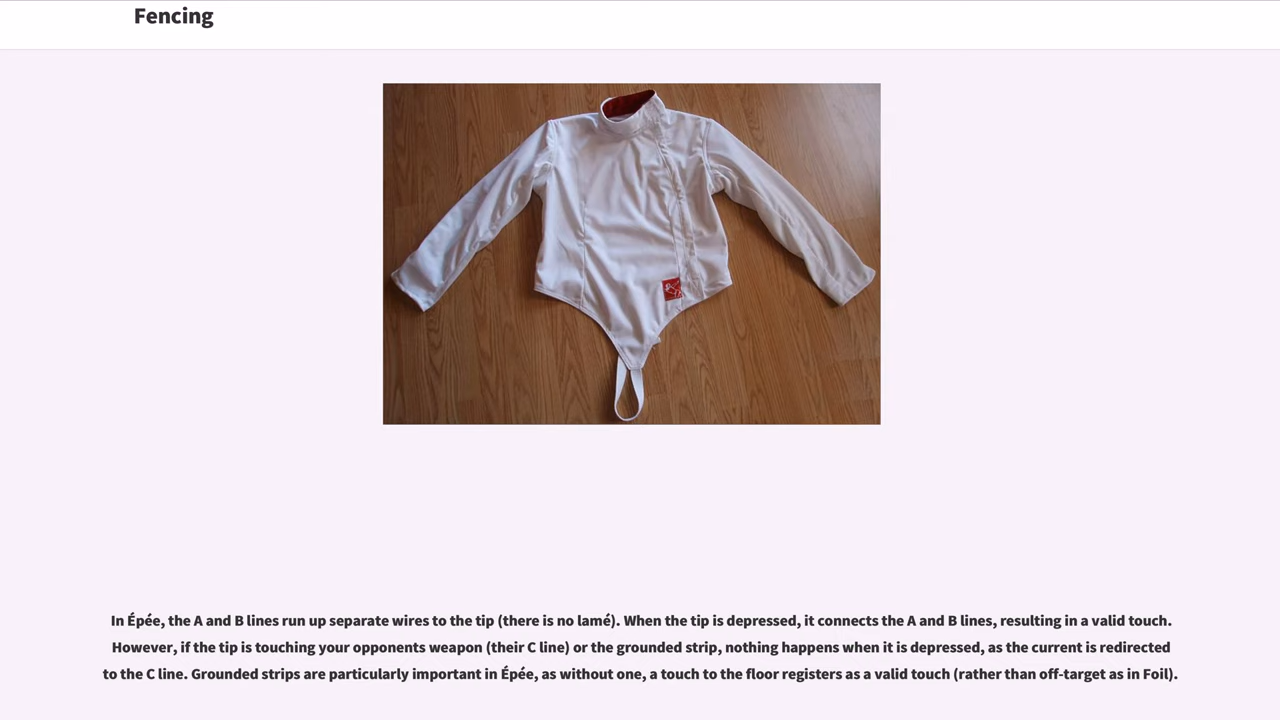 Fencing
In Épée, the A and B lines run up separate wires to the tip (there is no lamé). When the tip is depressed, it connects the A and B lines, resulting in a valid touch.
However, if the tip is touching your opponents weapon (their C line) or the grounded strip, nothing happens when it is depressed, as the current is redirected
to the C line. Grounded strips are particularly important in Épée, as without one, a touch to the floor registers as a valid touch (rather than off-target as in Foil).